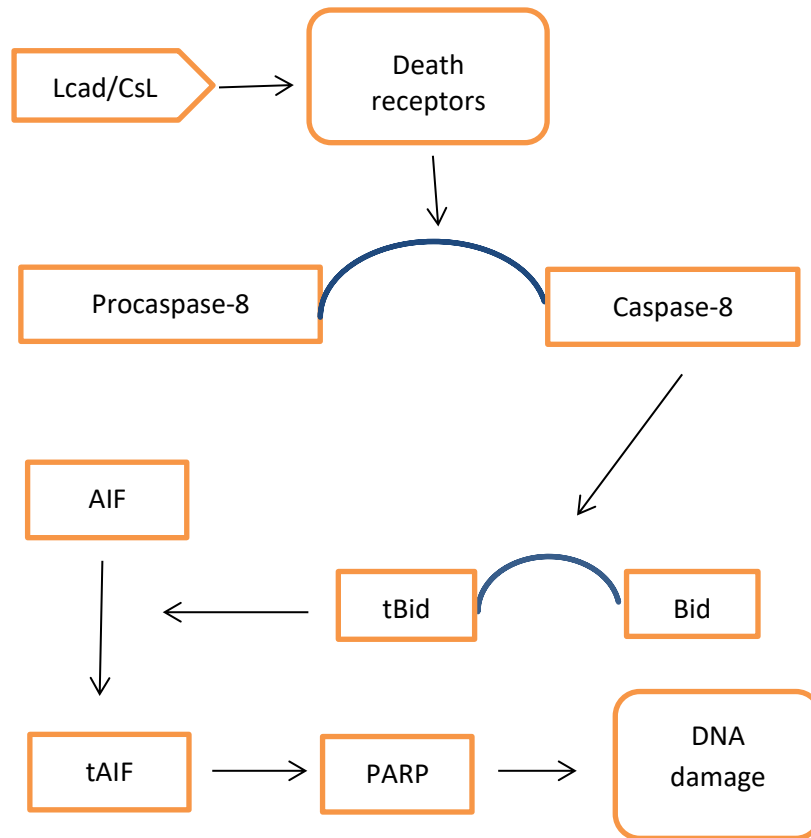 Lcad/CsL
Death
receptors
Procaspase-8
Caspase-8
AIF
tBid
Bid
tAIF
PARP
DNA
damage